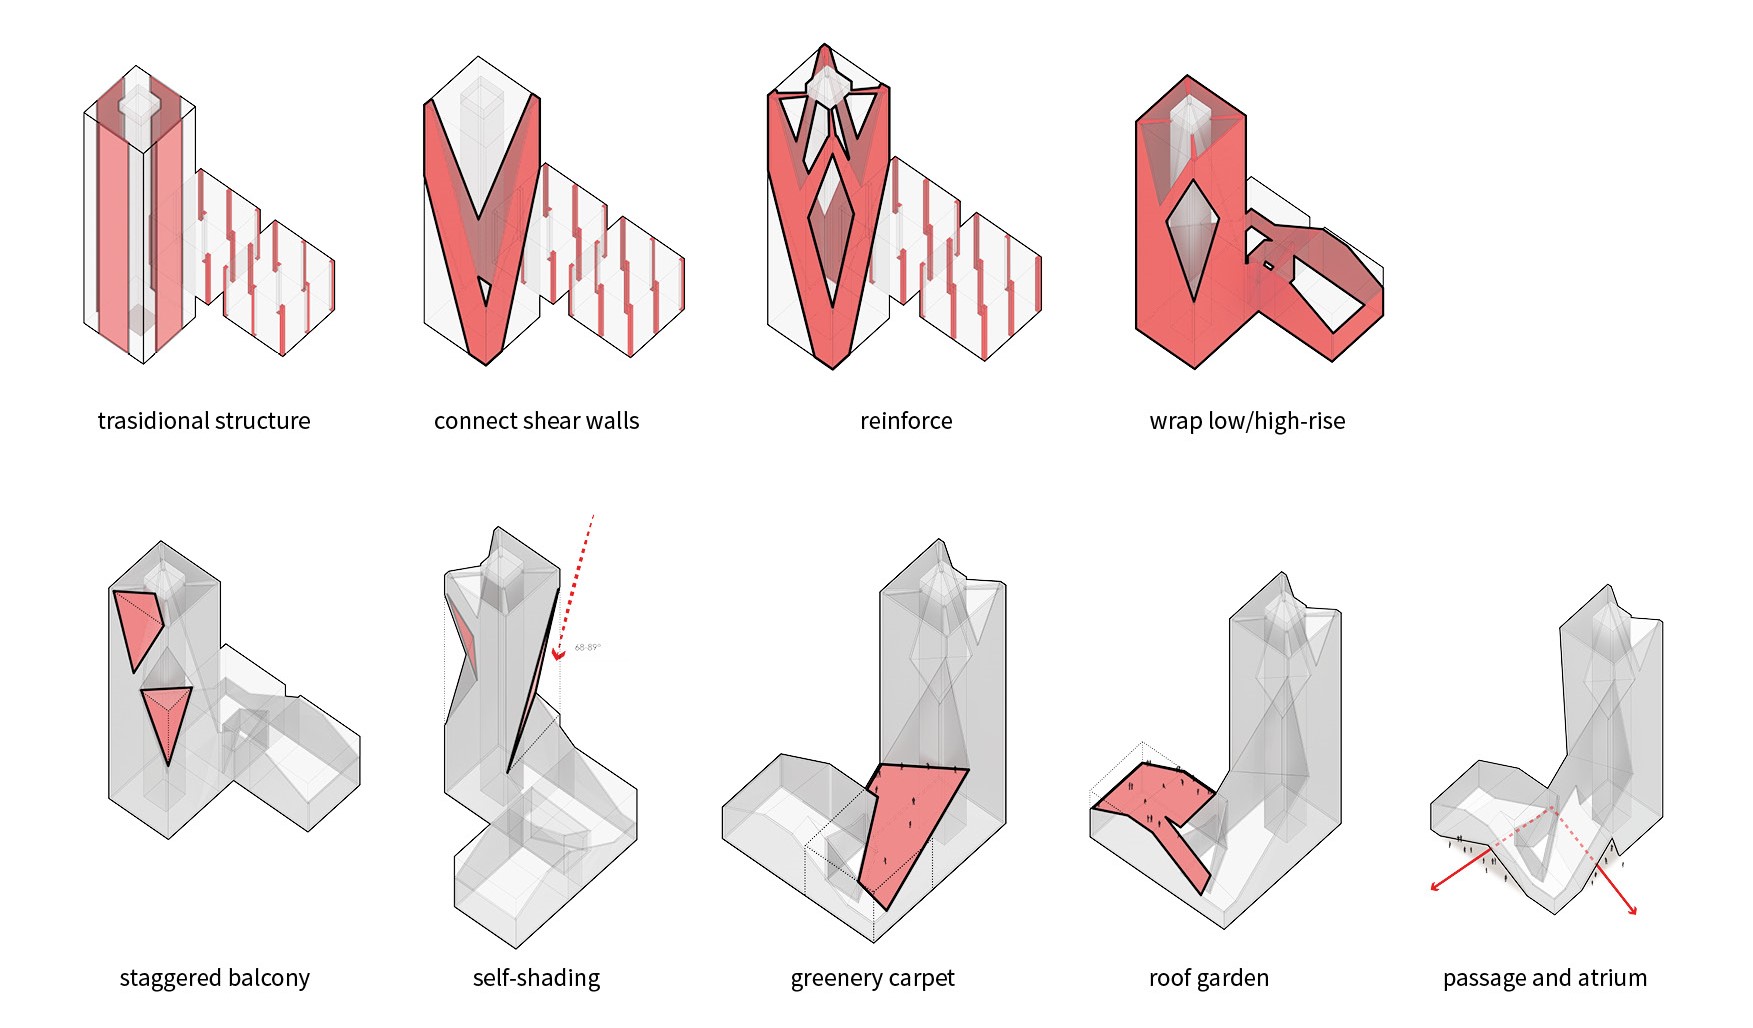 trasidional structure
connect shear walls
reinforce
wrap low/high-rise
68-89°
staggered balcony
self-shading
greenery carpet
roof garden
passage and atrium